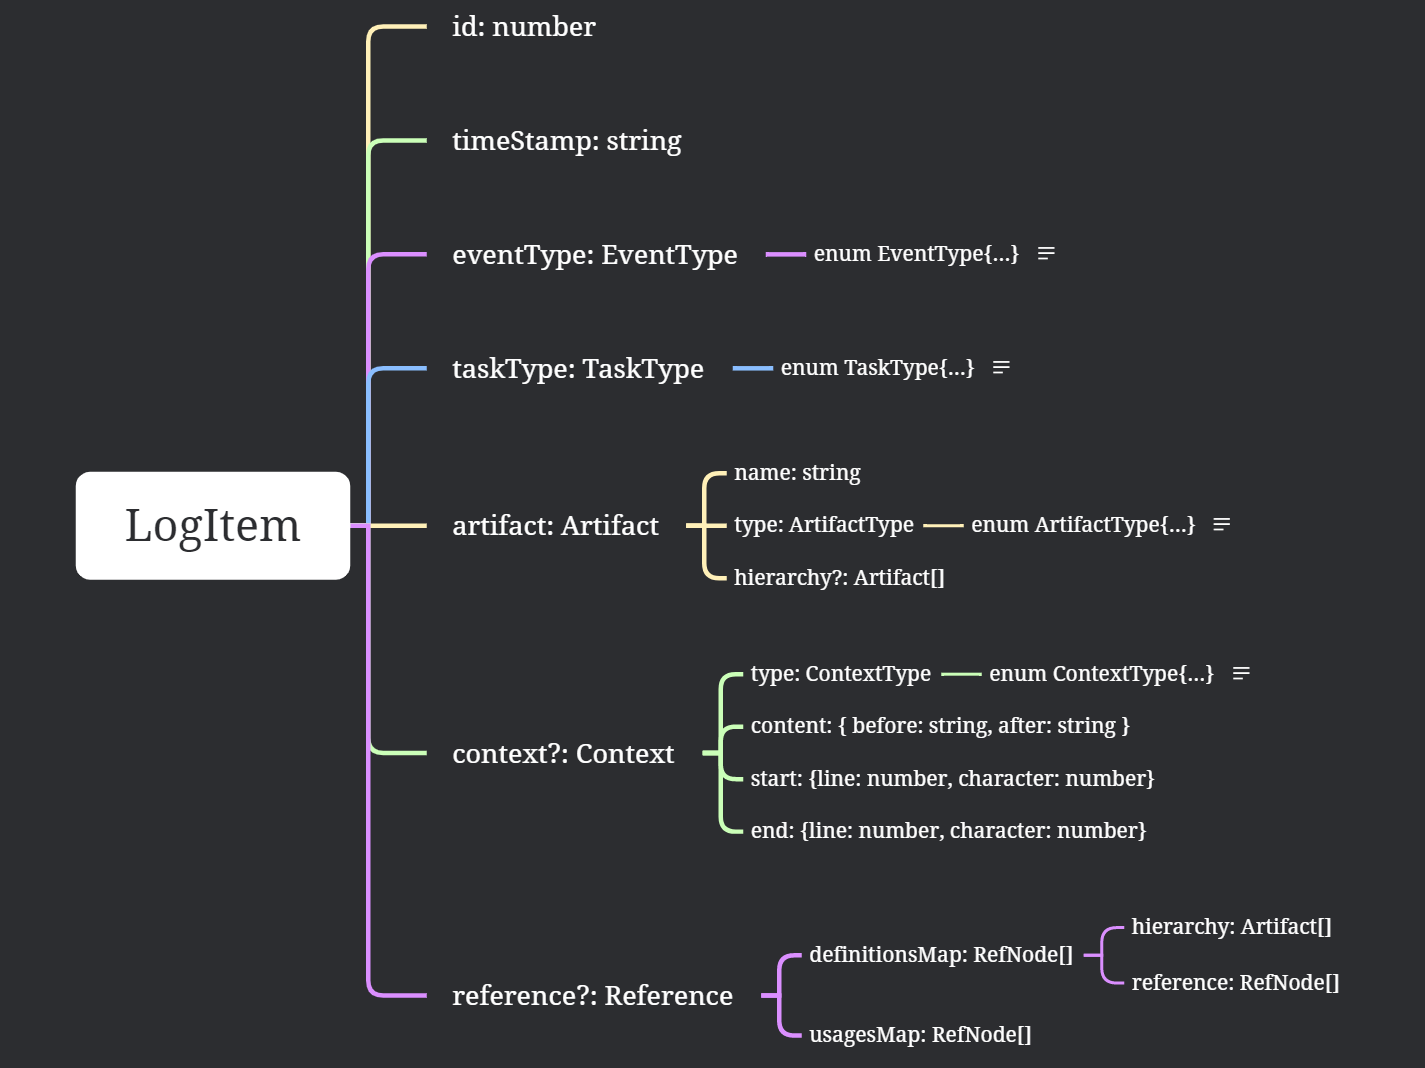 id: number
timeStamp: string
eventType: EventType
enum EventType{...}
taskType: TaskType
enum TaskType{...}
LogItem
artifact: Artifact
name: string
type: ArtifactType
enum ArtifactType{...}
hierarchy?: Artifact[]
context?: Context
type: ContextType
enum ContextType{...}
content: { before: string, after: string }
start: {line: number, character: number}
end: {line: number, character: number}
reference?: Reference
definitionsMap: RefNode[]
hierarchy: Artifact[]
reference: RefNode[]
usagesMap: RefNode[]